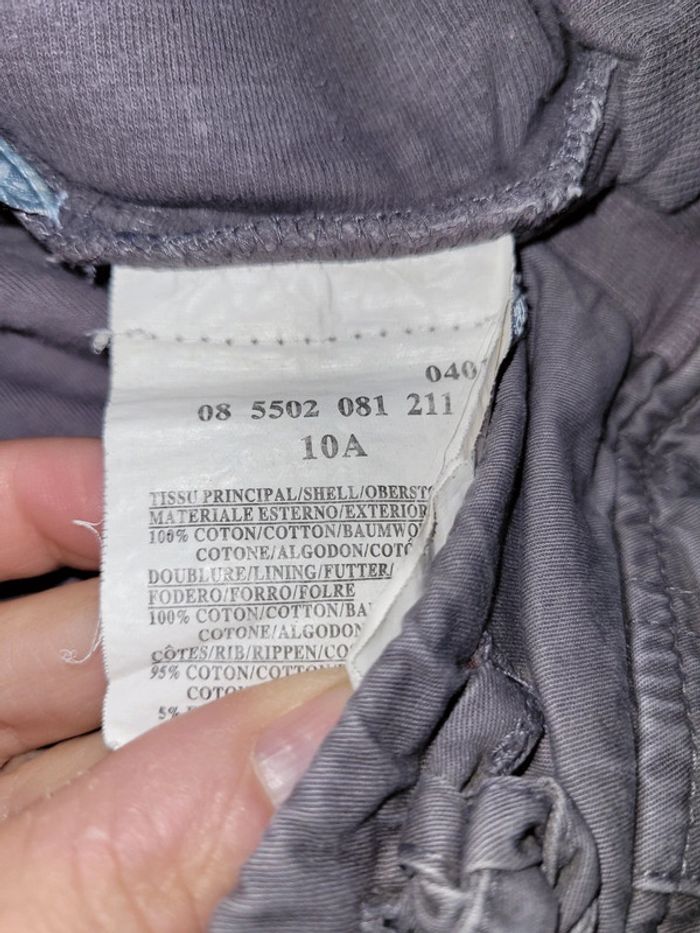 040
08 5502 081 211
10A
TISSU PRINCIPAL/SHELL/OBERST
MATERIALE ESTERNO/EXTERIOR
100% COTON/COTTON/BAUMWO
COTONE/ALGODON/COTÓ
DOUBLURE/LINING/FUTTER/
FODERO/FORRO/FOLRE
100% COTON/COTTON/BA
COTONE/ALGODON
CÔTES/RIB/RIPPEN/CO
95% COTON/COTTON
COTO
5%